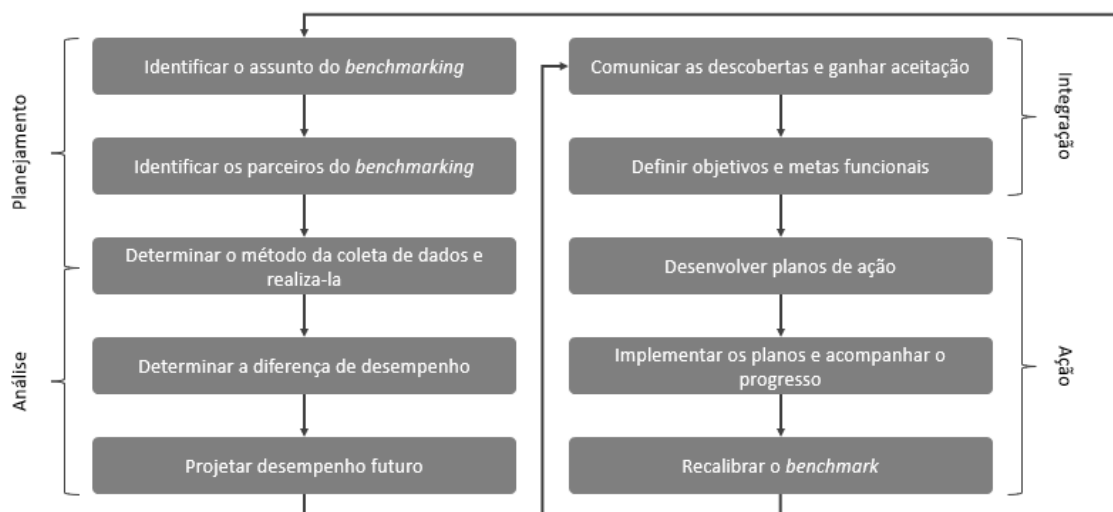 Planejamento
Identificar o assunto do benchmarking
Identificar os parceiros do benchmarking
Determinar o método da coleta de dados e
realiza-la
Análise
Determinar a diferença de desempenho
Projetar desempenho futuro
Comunicar as descobertas e ganhar aceitação
Definir objetivos e metas funcionais
Integração
Desenvolver planos de ação
Implementar os planos e acompanhar o
progresso
Recalibrar o benchmark
Ação